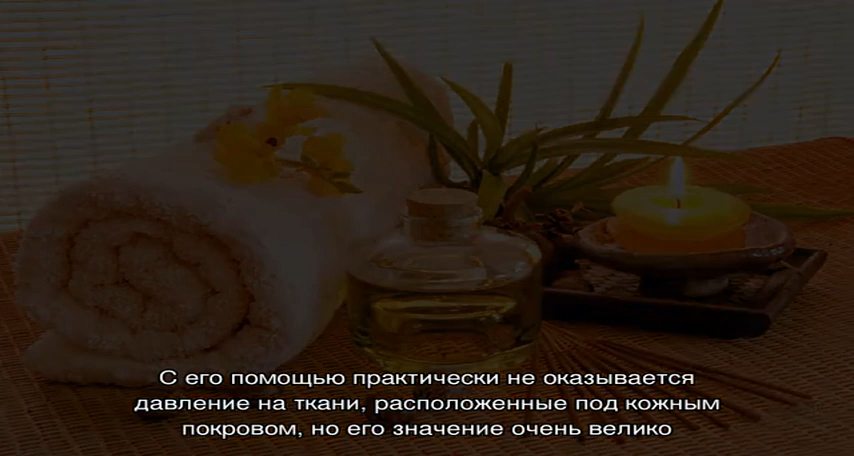 С его помощью практически не оказывается
давление на ткани, расположенные под кожным
покровом, но его значение очень велико